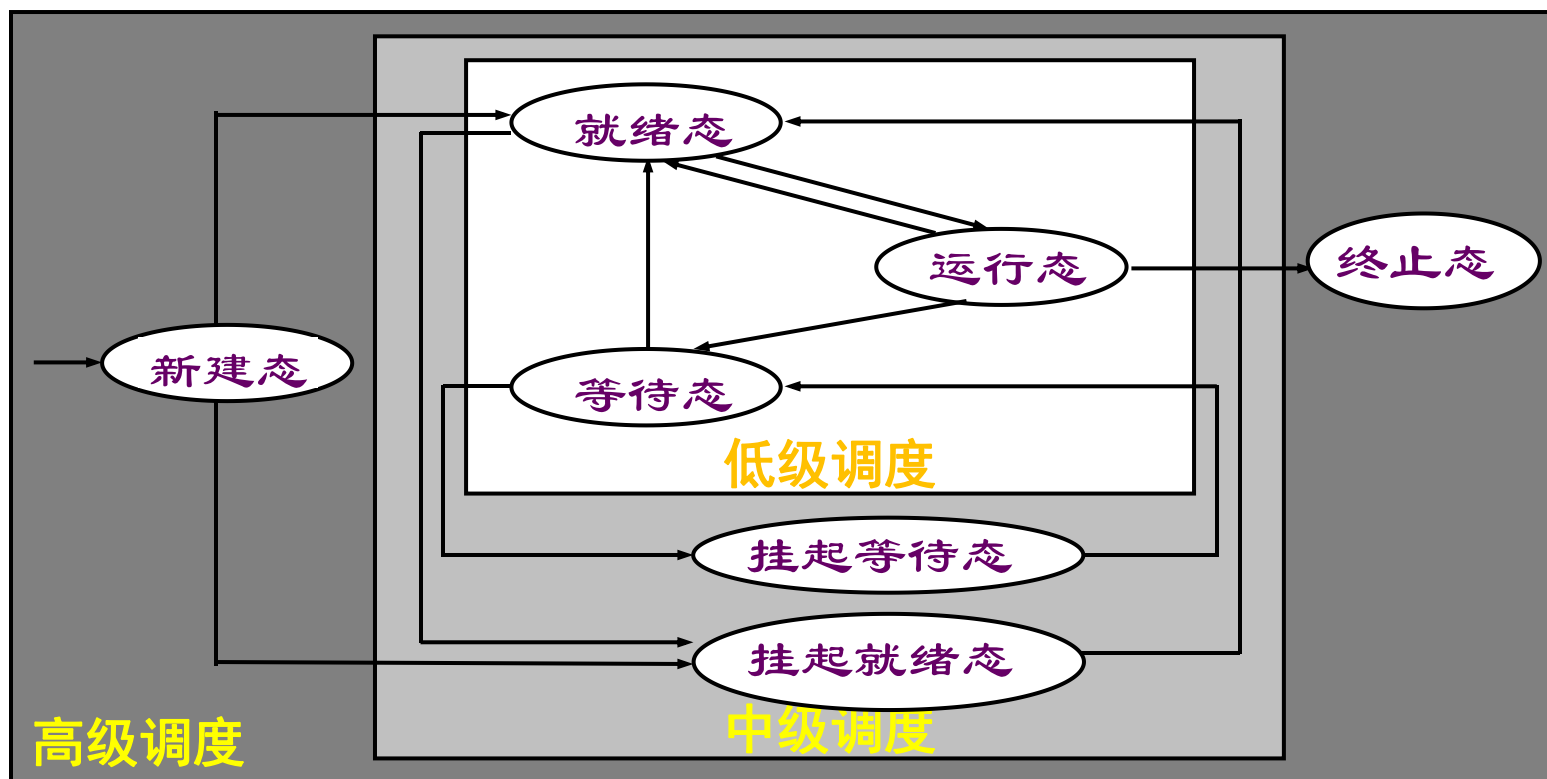 就绪态
运行态
终止态
新建态
等待态
低级调度
挂起等待态
挂起就绪态
中级调度
高级调度